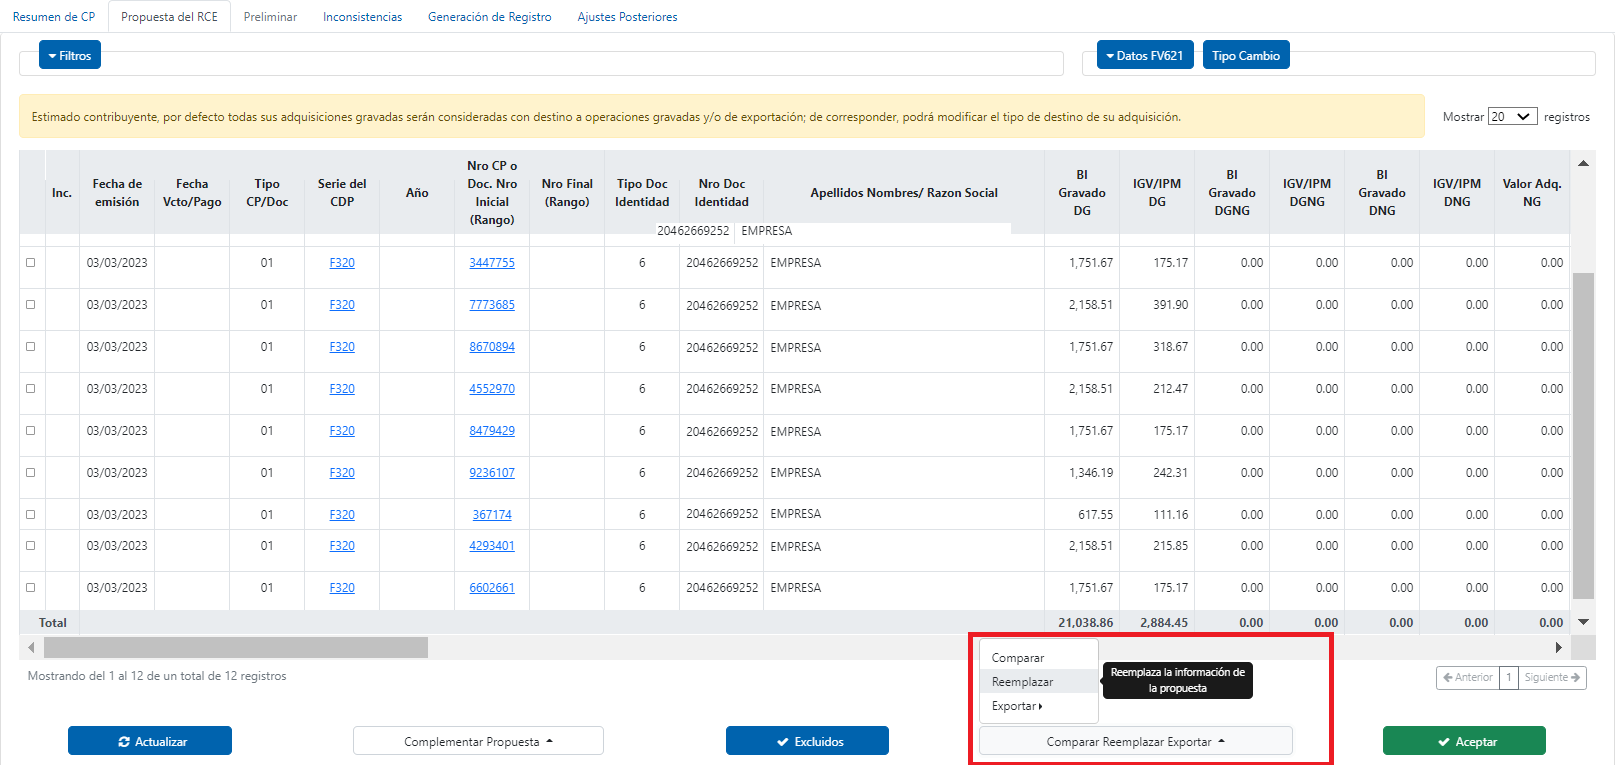 Resumen de CP Propuesta del RCE Preliminar Inconsistencias Generación de Registro Ajustes Posteriores
Filtros Datos FV621 Tipo Cambio
Estimado contribuyente, por defecto todas sus adquisiciones gravadas serán consideradas con destino a operaciones gravadas y/o de exportación; de corresponder, podrá modificar el tipo de destino de su adquisición.
Mostrar 20 registros
Inc.
Fecha de
emisión
Fecha
Vcto/Pago
Tipo
CP/Doc
Serie del
CDP
Año
Nro CP o
Doc. Nro
Inicial
(Rango)
Nro Final
(Rango)
Tipo Doc
Identidad
Nro Doc
Identidad
Apellidos Nombres/ Razon Social
BI
Gravado
DG
IGV/IPM
DG
BI
Gravado
DGNG
IGV/IPM
DGNG
BI
Gravado
DNG
IGV/IPM
DNG
Valor Adq.
NG
20462669252 EMPRESA
03/03/2023 01 F320 3447755 6 20462669252 EMPRESA 1,751.67 175.17 0.00 0.00 0.00 0.00 0.00
03/03/2023 01 F320 7773685 6 20462669252 EMPRESA 2,158.51 391.90 0.00 0.00 0.00 0.00 0.00
03/03/2023 01 F320 8670894 6 20462669252 EMPRESA 1,751.67 318.67 0.00 0.00 0.00 0.00 0.00
03/03/2023 01 F320 4552970 6 20462669252 EMPRESA 2,158.51 212.47 0.00 0.00 0.00 0.00 0.00
03/03/2023 01 F320 8479429 6 20462669252 EMPRESA 1,751.67 175.17 0.00 0.00 0.00 0.00 0.00
03/03/2023 01 F320 9236107 6 20462669252 EMPRESA 1,346.19 242.31 0.00 0.00 0.00 0.00 0.00
03/03/2023 01 F320 367174 6 20462669252 EMPRESA 617.55 111.16 0.00 0.00 0.00 0.00 0.00
03/03/2023 01 F320 4293401 6 20462669252 EMPRESA 2,158.51 215.85 0.00 0.00 0.00 0.00 0.00
03/03/2023 01 F320 6602661 6 20462669252 EMPRESA 1,751.67 175.17 0.00 0.00 0.00 0.00 0.00
Total 21,038.86 2,884.45 0.00 0.00 0.00 0.00 0.00
Mostrando del 1 al 12 de un total de 12 registros
Comparar
Reemplazar
Exportar
Reemplaza la información de
la propuesta
Anterior 1 Siguiente
Actualizar Complementar Propuesta Excluidos Comparar Reemplazar Exportar Aceptar